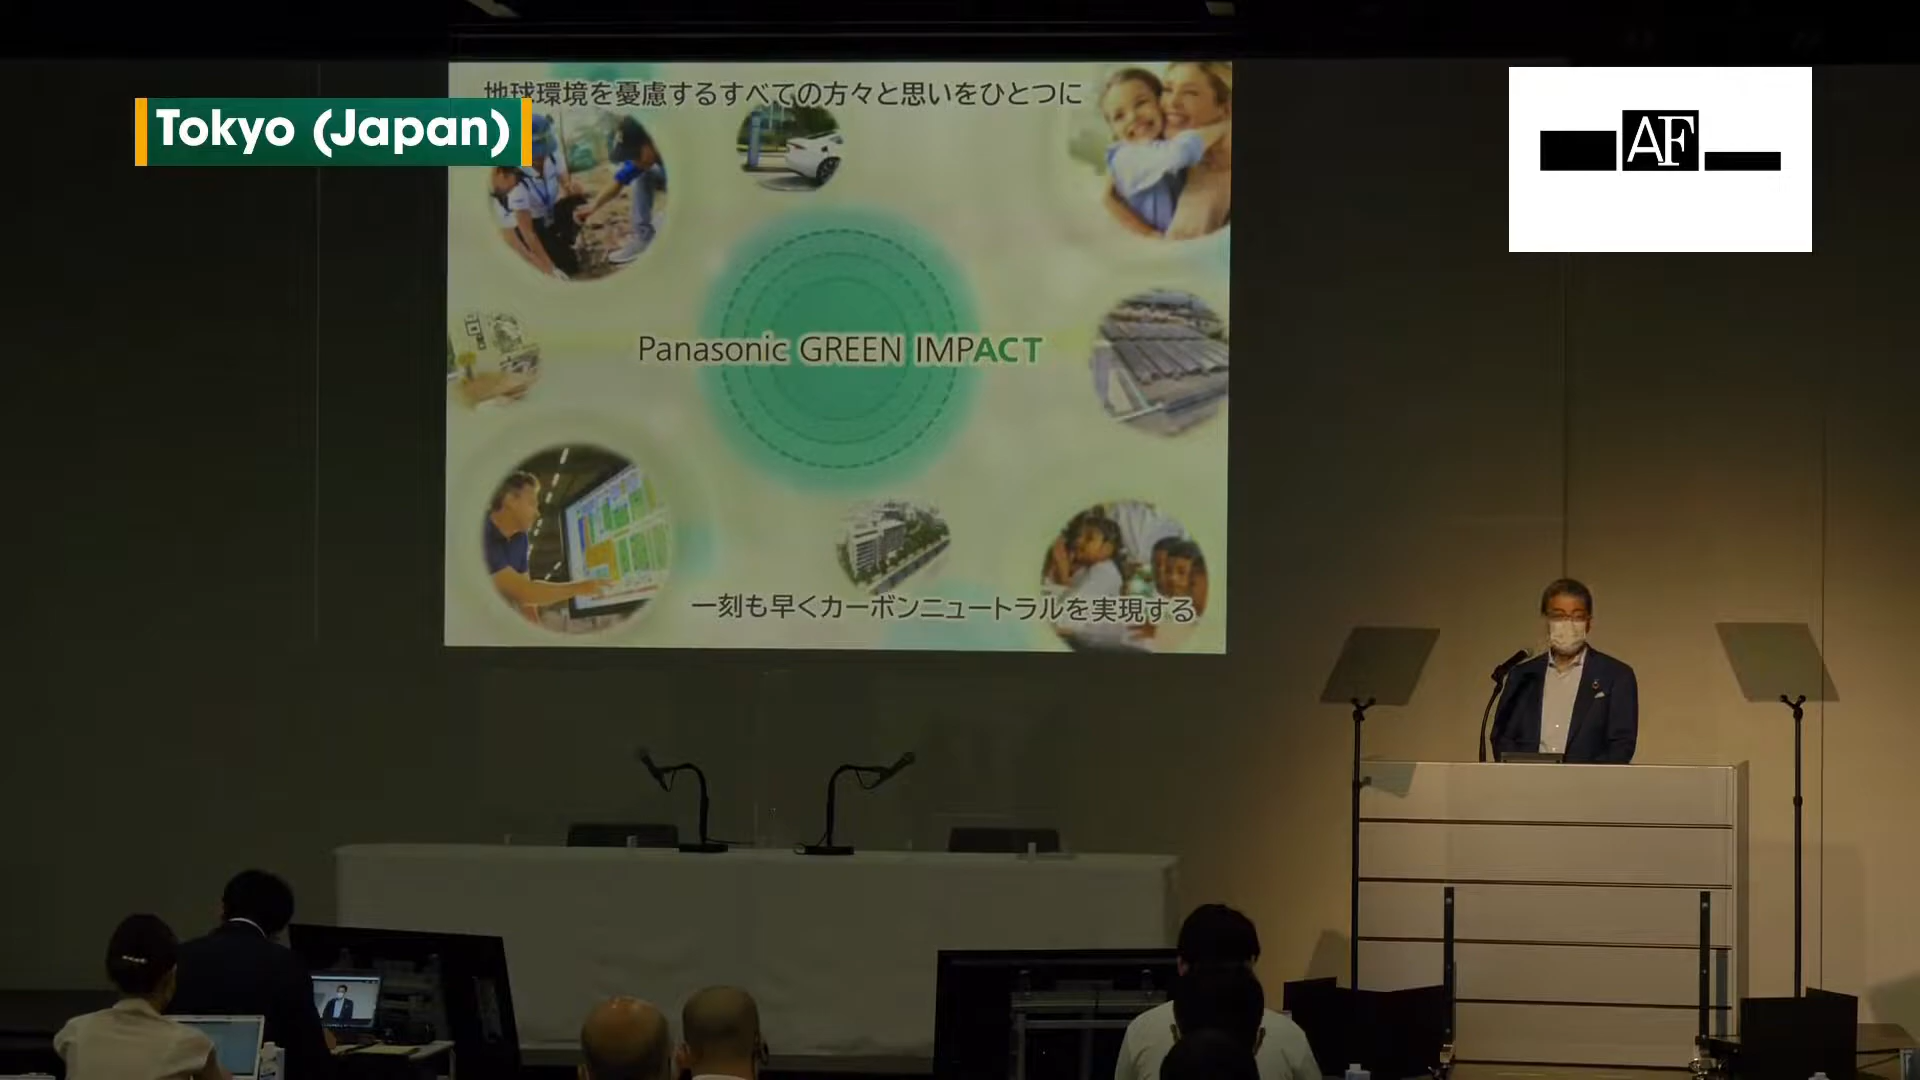 地球環境を憂慮するすべての方々と思いをひとつに
Tokyo (Japan)
AF
Panasonic GREEN IMPACT
一刻も早くカーボンニュートラルを実現する